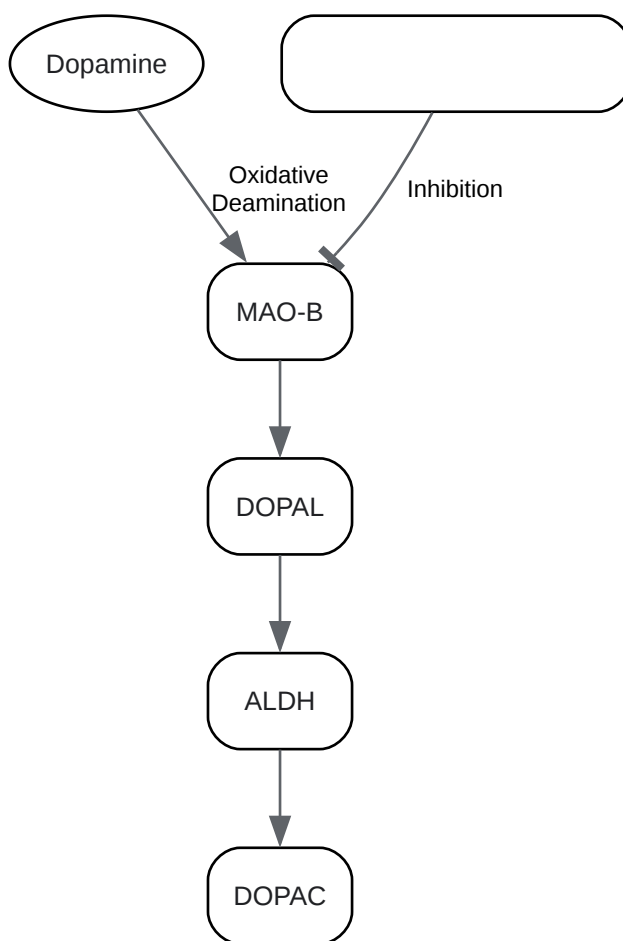 Dopamine
Oxidative
Deamination
Inhibition
MAO-B
DOPAL
ALDH
DOPAC